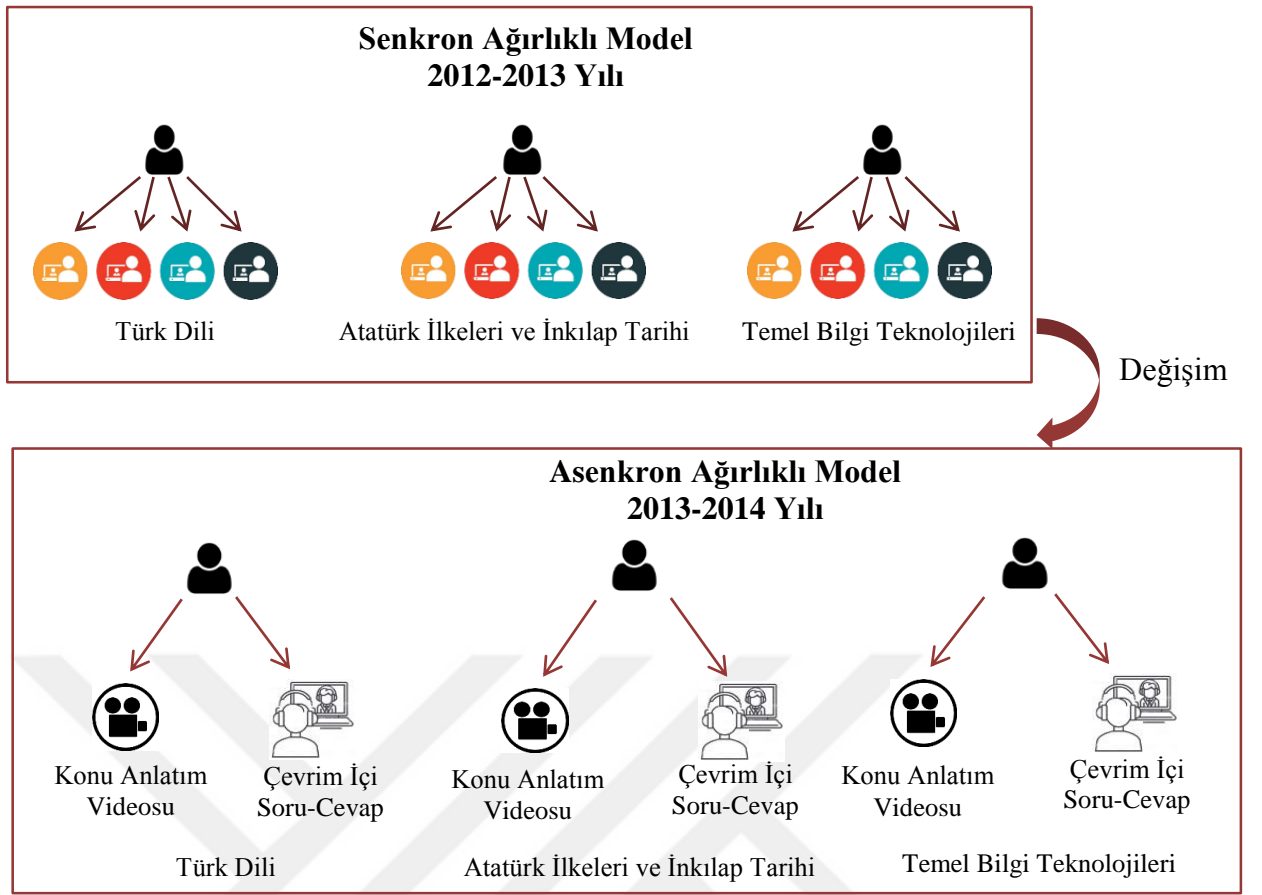 Senkron Ağırlıklı Model
2012-2013 Yılı
Türk Dili
Atatürk İlkeleri ve İnkılap Tarihi
Temel Bilgi Teknolojileri
Değişim
Asenkron Ağırlıklı Model
2013-2014 Yılı
Konu Anlatım
Videosu
Çevrim İçi
Soru-Cevap
Türk Dili
Konu Anlatım
Videosu
Çevrim İçi
Soru-Cevap
Atatürk İlkeleri ve İnkılap Tarihi
Konu Anlatım
Videosu
Çevrim İçi
Soru-Cevap
Temel Bilgi Teknolojileri